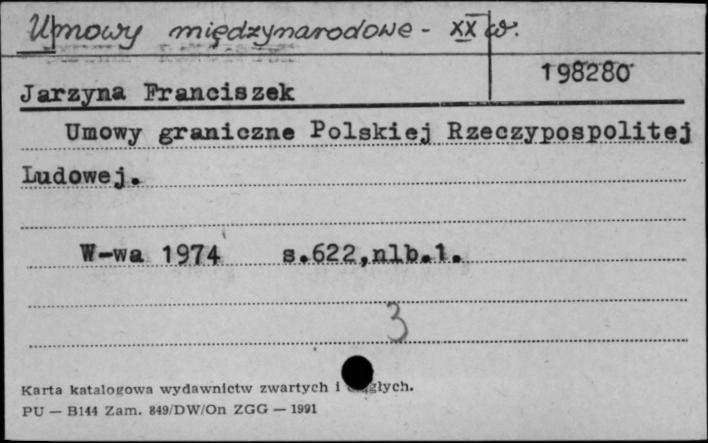 Umowy międzynarodowe - XX w.
198280
Jarzyna Franciszek
Umowy graniczne Polskiej Rzeczypospolitej
Ludowej.
W-wa 1974 s.622,nlb.1.
3
Karta katalogowa wydawnictw zwartych i
PU — B144 Zam. 849/DW/On ZGG — 1991